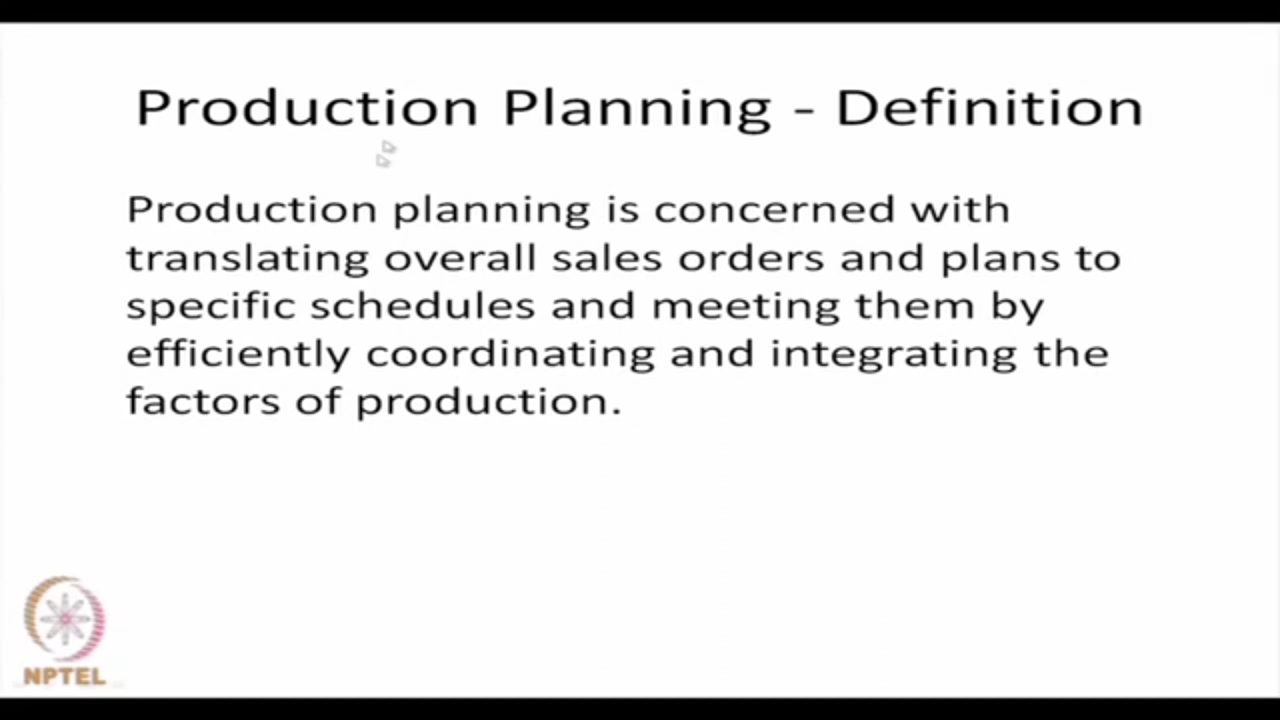 Production Planning - Definition
Production planning is concerned with
translating overall sales orders and plans to
specific schedules and meeting them by
efficiently coordinating and integrating the
factors of production.
NPTEL